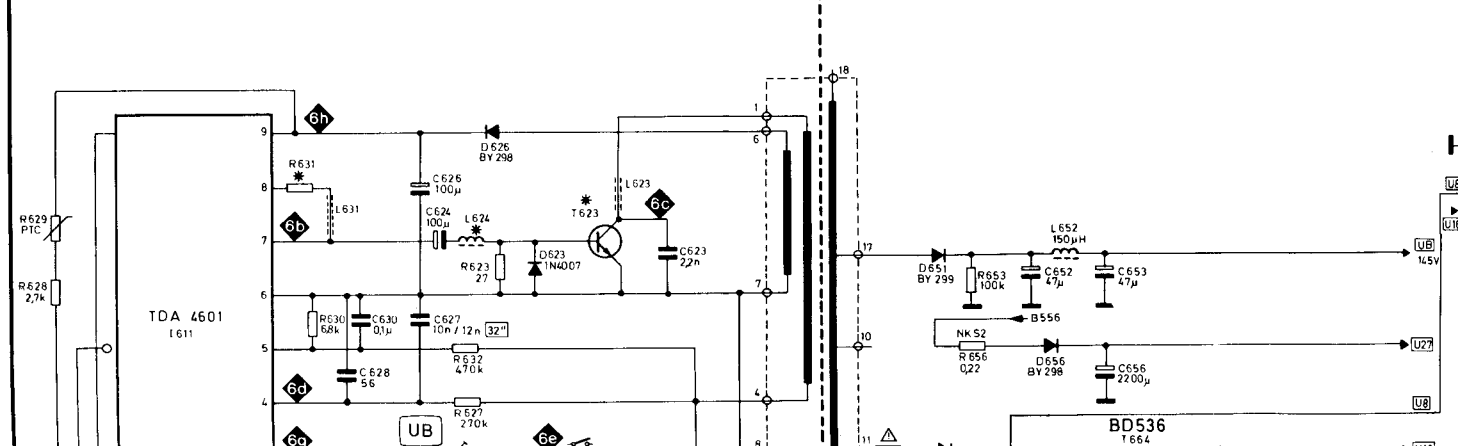 18
1
6h
9
6
D626
BY 298
R631
✷
8
C626
100µ
L623
✷
6c
T623
L631
R629
PTC
6b
C624
100µ
L624
✷
7
L652
150µH
17
UB
145V
D623
1N4007
R623
27
C623
2,2n
D651
BY 299
R653
100k
C652
47µ
C653
47µ
R628
2,7k
6
7
TDA 4601
I611
R630
68k
C630
0,1µ
C627
10n / 12n 32"
B556
5
10
NKS2
U27
R632
470k
R656
0,22
D656
BY 298
C628
56
C656
2200µ
6d
4
4
R627
270k
U8
UB
6e
6g
8
11
BD536
T664